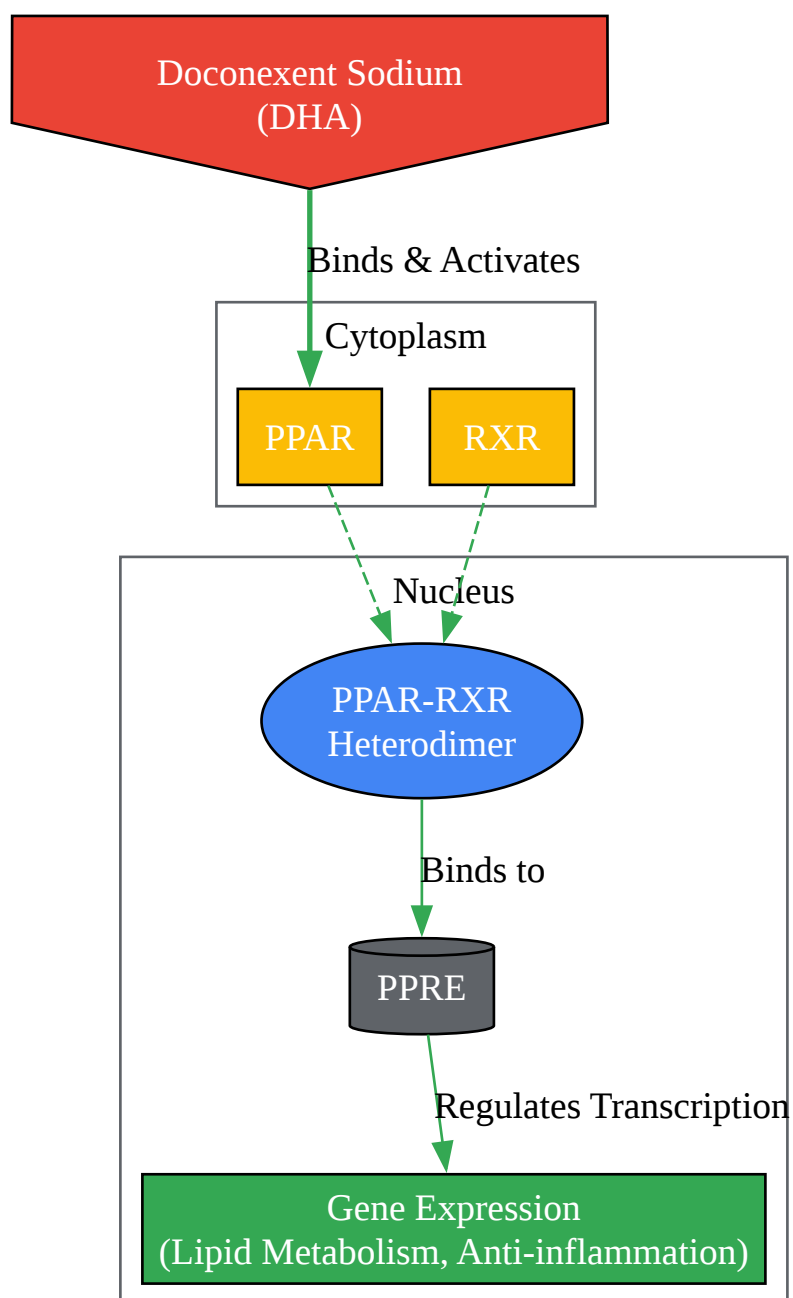 Doconexent Sodium
(DHA)
Binds & Activates
Cytoplasm
PPAR
RXR
Nucleus
PPAR-RXR
Heterodimer
Binds to
PPRE
Regulates Transcription
Gene Expression
(Lipid Metabolism, Anti-inflammation)